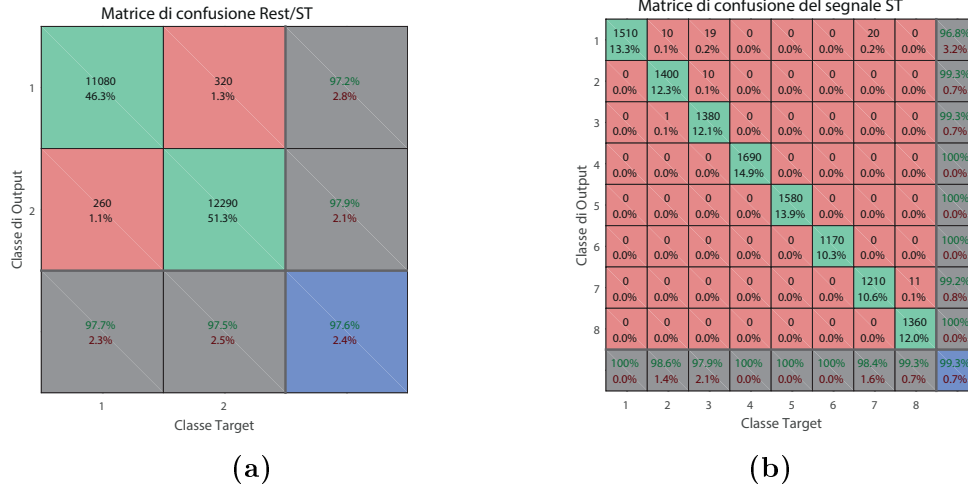 Matrice di confusione Rest/ST
1
11080 320 97.2%
46.3% 1.3% 2.8%
2
260 12290 97.9%
1.1% 51.3% 2.1%
97.7% 97.5% 97.6%
2.3% 2.5% 2.4%
1 2
Classe di Output
Classe Target
(a)
Matrice di confusione del segnale ST
1
1510 10 19 0 0 0 20 0 96.8%
13.3% 0.1% 0.2% 0.0% 0.0% 0.0% 0.2% 0.0% 3.2%
2
0 1400 10 0 0 0 0 0 99.3%
0.0% 12.3% 0.1% 0.0% 0.0% 0.0% 0.0% 0.0% 0.7%
3
0 1 1380 0 0 0 0 0 99.3%
0.0% 0.1% 12.1% 0.0% 0.0% 0.0% 0.0% 0.0% 0.7%
4
0 0 0 1690 0 0 0 0 100%
0.0% 0.0% 0.0% 14.9% 0.0% 0.0% 0.0% 0.0% 0.0%
5
0 0 0 0 1580 0 0 0 100%
0.0% 0.0% 0.0% 0.0% 13.9% 0.0% 0.0% 0.0% 0.0%
6
0 0 0 0 0 1170 0 0 100%
0.0% 0.0% 0.0% 0.0% 0.0% 10.3% 0.0% 0.0% 0.0%
7
0 0 0 0 0 0 1210 11 99.2%
0.0% 0.0% 0.0% 0.0% 0.0% 0.0% 10.6% 0.1% 0.8%
8
0 0 0 0 0 0 0 1360 100%
0.0% 0.0% 0.0% 0.0% 0.0% 0.0% 0.0% 12.0% 0.0%
100% 98.6% 97.9% 100% 100% 100% 98.4% 99.3% 99.3%
0.0% 1.4% 2.1% 0.0% 0.0% 0.0% 1.6% 0.7% 0.7%
1 2 3 4 5 6 7 8
Classe di Output
Classe Target
(b)